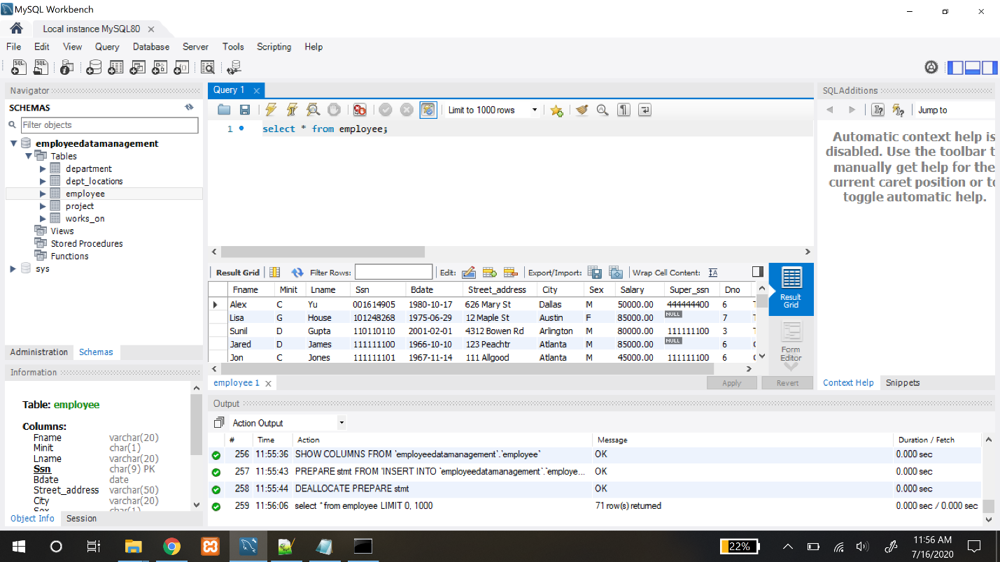 MySQL Workbench
Local instance MySQL80
File Edit View Query Database Server Tools Scripting Help
Navigator
SCHEMAS
Filter objects
employeedatamanagement
Tables
department
dept_locations
employee
project
works_on
Views
Stored Procedures
Functions
sys
Administration Schemas
Information
Table: employee
Columns:
Fname varchar(20)
Minit char(1)
Lname varchar(20)
Ssn char(9) PK
Bdate date
Street_address varchar(50)
City varchar(20)
Sex char(1)
Object Info Session
Query 1
Limit to 1000 rows
1 select * from employee;
Result Grid Filter Rows: Edit: Export/Import: Wrap Cell Content:
Fname Minit Lname Ssn Bdate Street_address City Sex Salary Super_ssn Dno
Alex C Yu 001614905 1980-10-17 626 Mary St Dallas M 50000.00 444444400 6
Lisa G House 101248268 1975-06-29 12 Maple St Austin F 85000.00 NULL 7
Sunil D Gupta 110110110 2001-02-01 4312 Bowen Rd Arlington M 80000.00 111111100 3
Jared D James 111111100 1966-10-10 123 Peachtr Atlanta M 85000.00 NULL 6
Jon C Jones 111111101 1967-11-14 111 Allgood Atlanta M 45000.00 111111100 6
Result Grid
Form Editor
employee 1
Apply Revert
SQLAdditions
Jump to
Automatic context help is
disabled. Use the toolbar t
manually get help for the
current caret position or to
toggle automatic help.
Context Help Snippets
Output
Action Output
# Time Action Message Duration / Fetch
256 11:55:36 SHOW COLUMNS FROM `employeedatamanagement`.`employee` OK 0.000 sec
257 11:55:43 PREPARE stmt FROM 'INSERT INTO `employeedatamanagement`.`employe... OK 0.000 sec
258 11:55:44 DEALLOCATE PREPARE stmt OK 0.000 sec
259 11:56:06 select * from employee LIMIT 0, 1000 71 row(s) returned 0.000 sec / 0.000 sec
22%
11:56 AM
7/16/2020